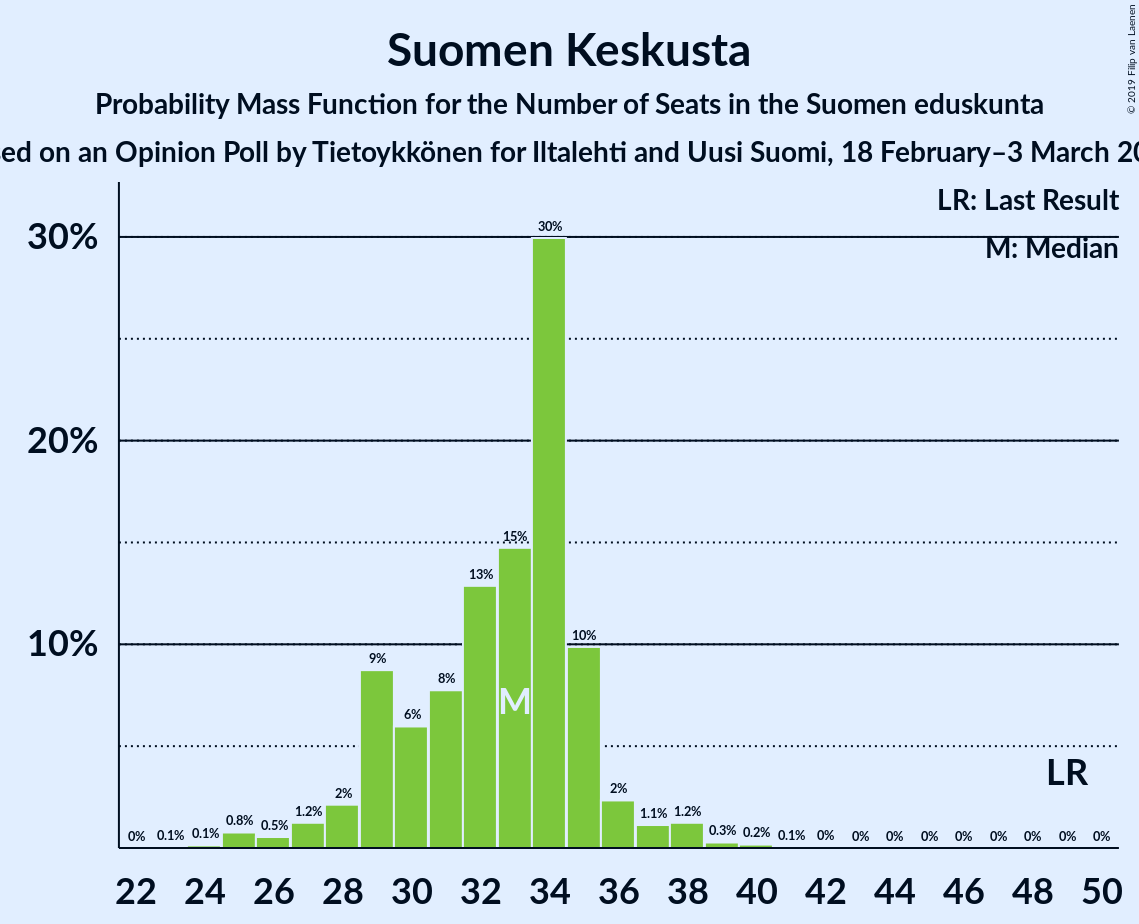 Suomen Keskusta
Probability Mass Function for the Number of Seats in the Suomen eduskunta
on an Opinion Poll by Tietoykkönen for Iltalehti and Uusi Suomi, 18 February–3 March
© 2019 Filip van Laenen
LR: Last Result
M: Median
30%
20%
10%
0% 0.1% 0.1% 0.8% 0.5% 1.2% 2% 9% 6% 8% 13% 15% 30% 10% 2% 1.1% 1.2% 0.3% 0.2% 0.1% 0% 0% 0% 0% 0% 0% 0% 0% 0%
M
LR
22 24 26 28 30 32 34 36 38 40 42 44 46 48 50